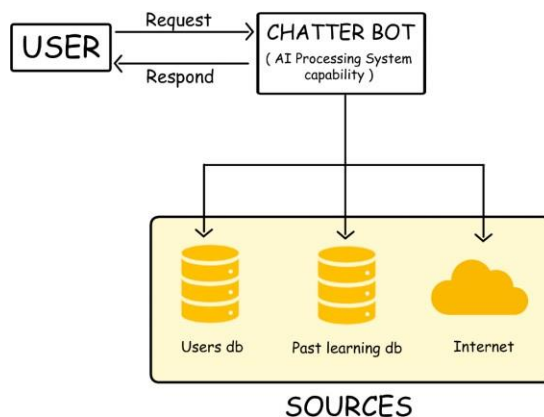 Request
USER
Respond
CHATTER BOT
( AI Processing System
capability )
Users db
Past learning db
Internet
SOURCES